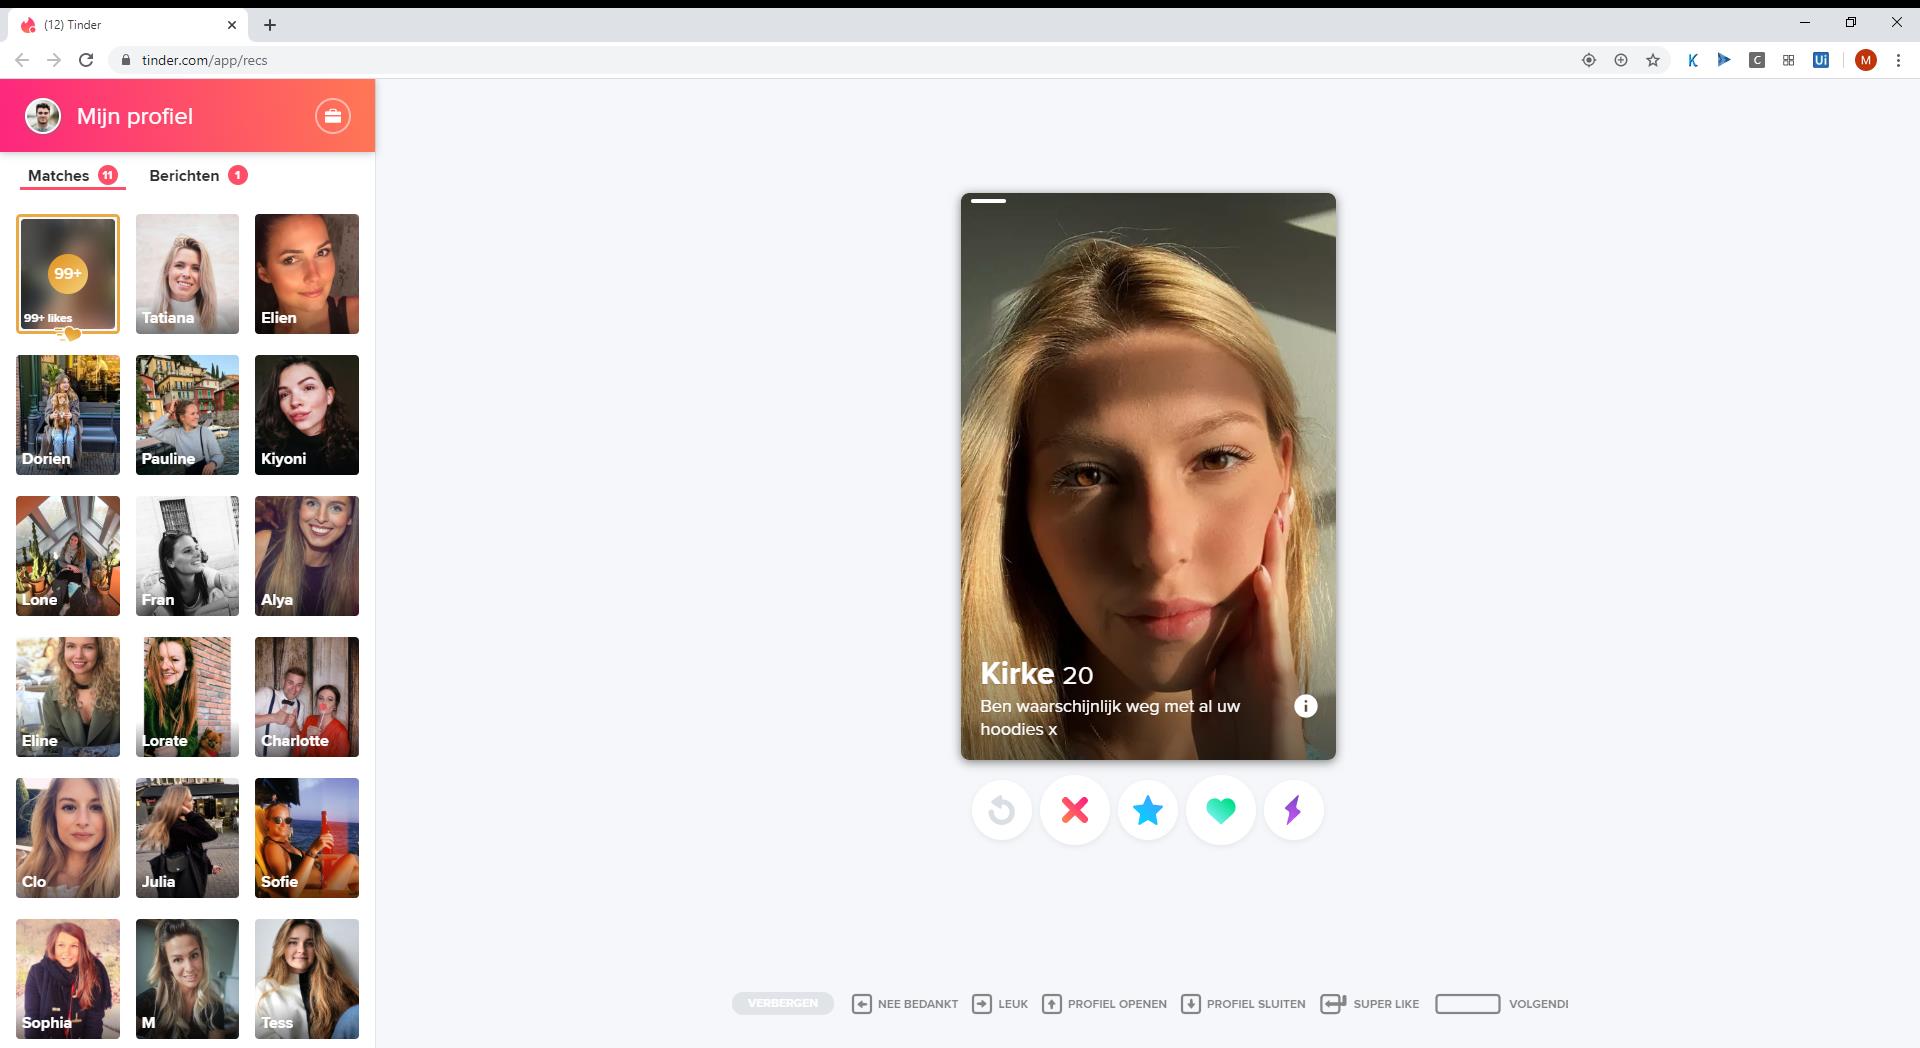 (12) Tinder
tinder.com/app/recs
K
C
Ui
M
Mijn profiel
Matches 11
Berichten 1
99+
99+ likes
Tatiana
Elien
Dorien
Pauline
Kiyoni
Lone
Fran
Alya
Eline
Lorate
Charlotte
Clo
Julia
Sofie
Sophia
M
Tess
Kirke 20
Ben waarschijnlijk weg met al uw
hoodies x
VERBERGEN
NEE BEDANKT
LEUK
PROFIEL OPENEN
PROFIEL SLUITEN
SUPER LIKE
VOLGENDI